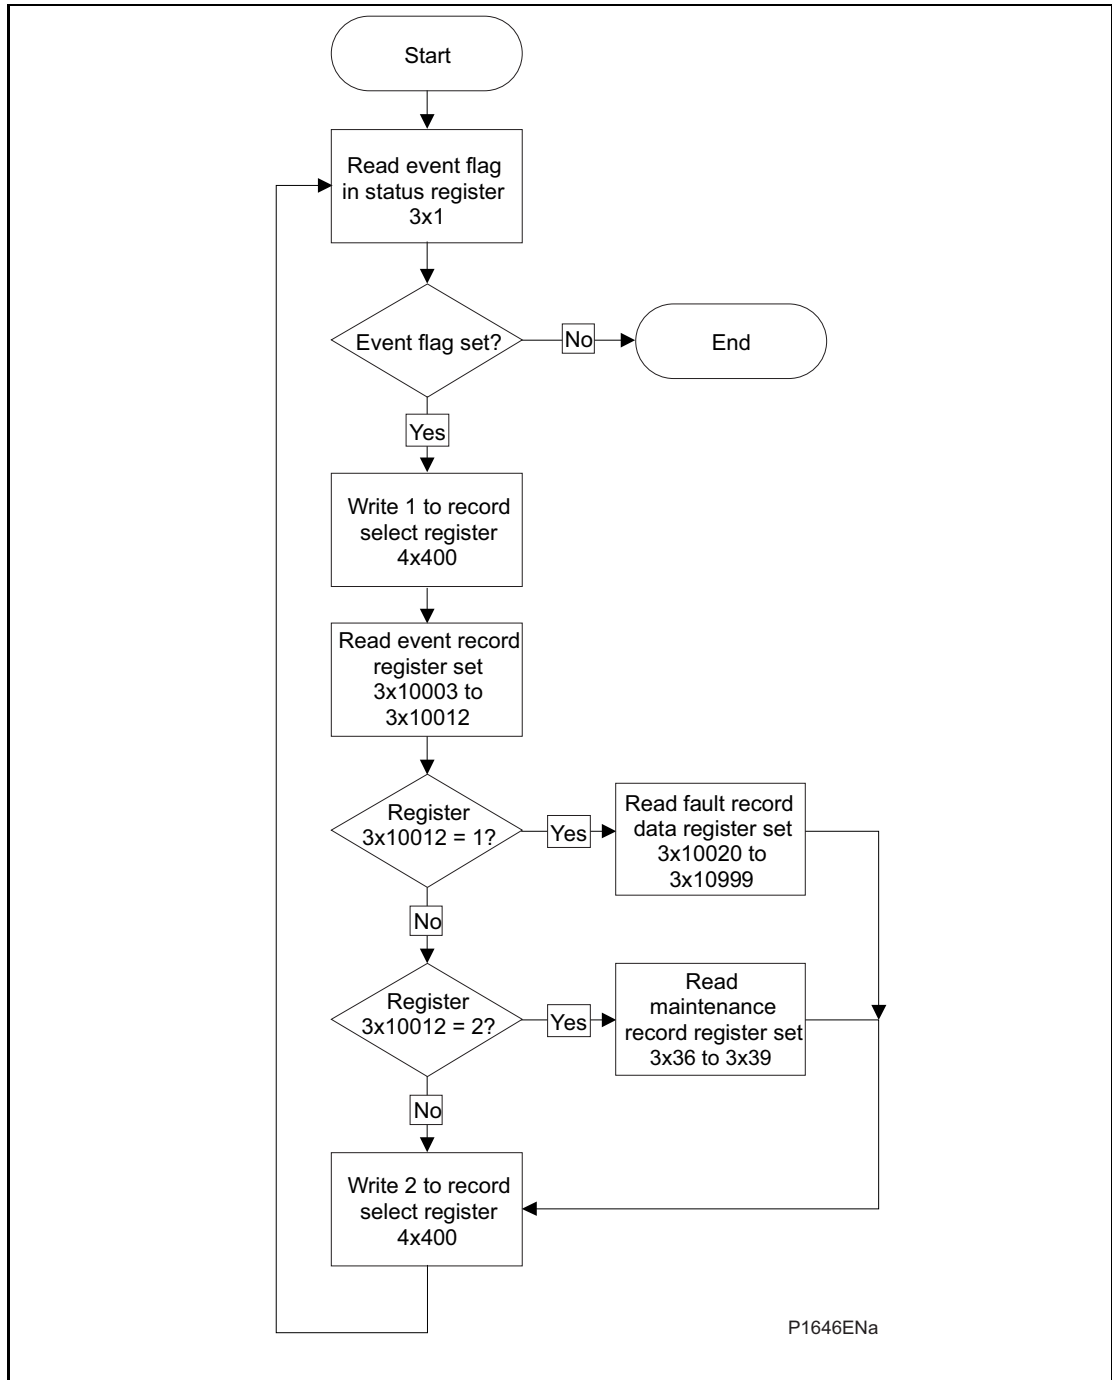 Start
Read event flag
in status register
3x1
Event flag set?
No
End
Yes
Write 1 to record
select register
4x400
Read event record
register set
3x10003 to
3x10012
Register
3x10012 = 1?
Yes
Read fault record
data register set
3x10020 to
3x10999
No
Register
3x10012 = 2?
Yes
Read
maintenance
record register set
3x36 to 3x39
No
Write 2 to record
select register
4x400
P1646ENa